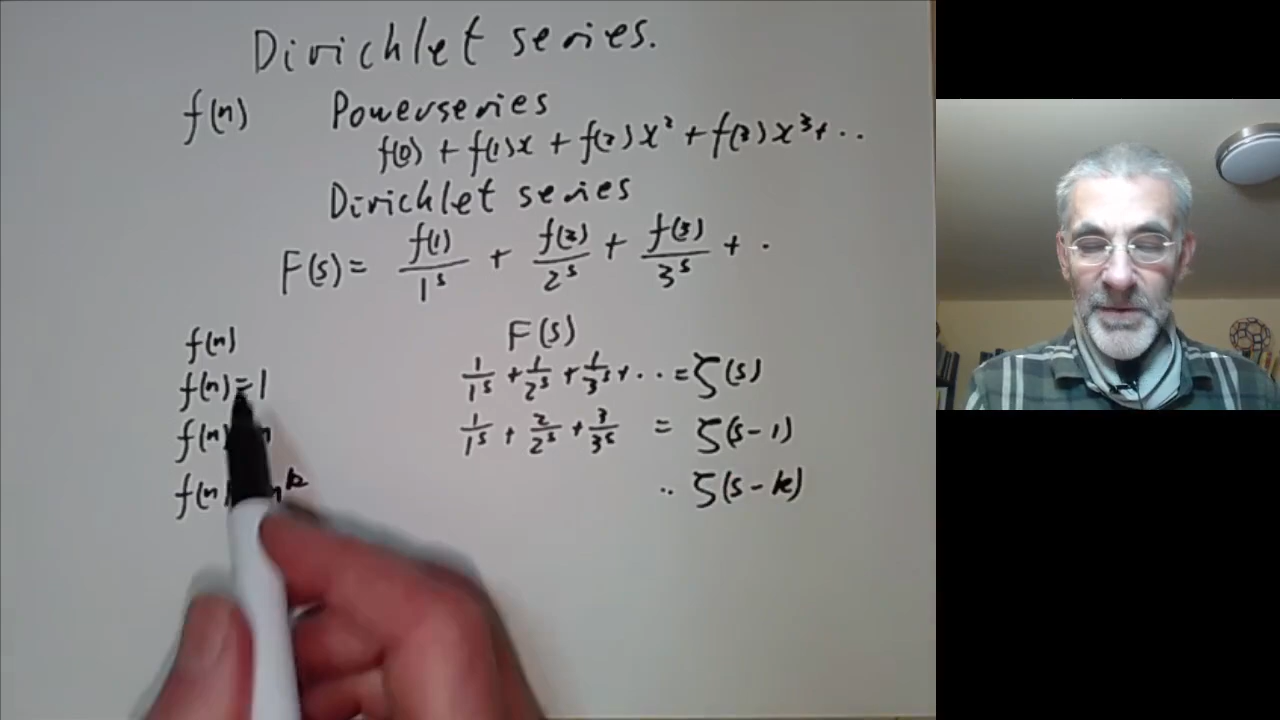 Dirichlet series.
f(n) Powerseries
f(0) + f(1)x + f(2)x² + f(3)x³ + ..
Dirichlet series
F(s) = f(1)/1^s + f(2)/2^s + f(3)/3^s + .
f(n) F(s)
f(n) = 1 1/1^s + 1/2^s + 1/3^s + .. = ζ(s)
f(n) n 1/1^s + 2/2^s + 3/3^s = ζ(s-1)
f(n) n^k .. ζ(s-k)